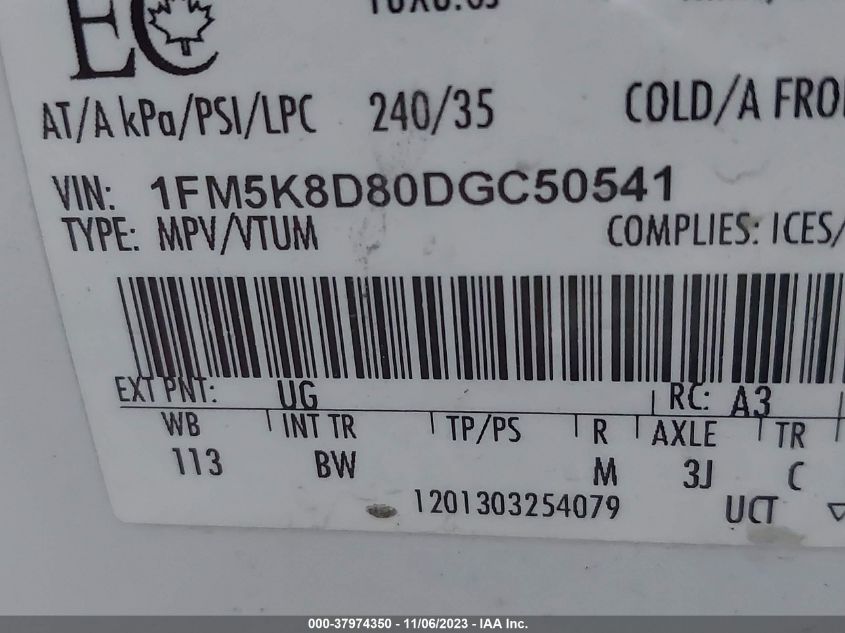 EC
AT/A kPa/PSI/LPC 240/35 COLD/A
VIN: 1FM5K8D80DGC50541
TYPE: MPV/VTUM COMPLIES: ICES/
EXT PNT: UG RC: A3
WB INT TR TP/PS R AXLE TR
113 BW M 3J C
1201303254079 UCT
000-37974350 - 11/06/2023 - IAA Inc.